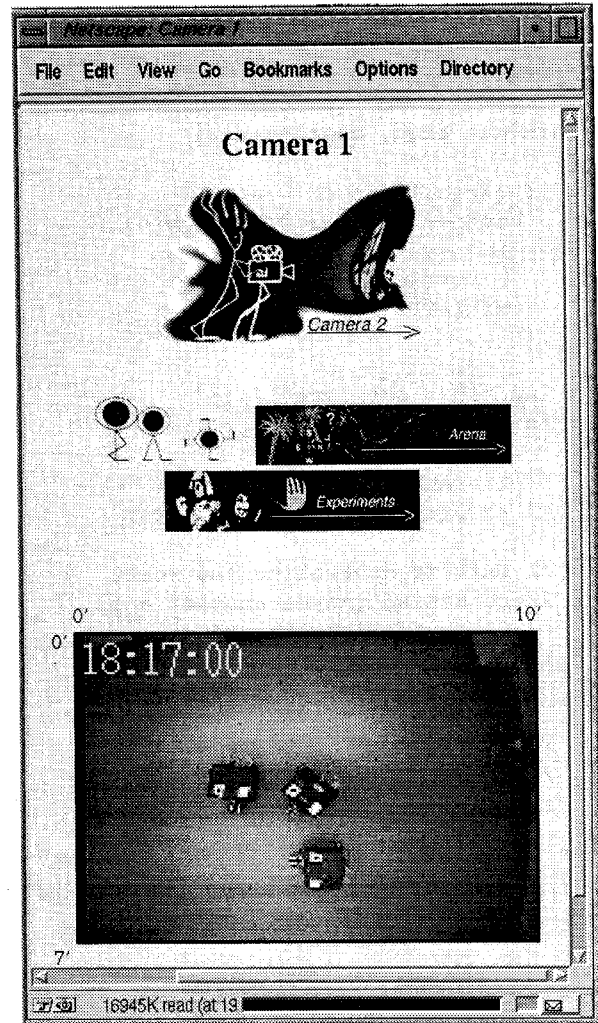 Netscape: Camera 1
File Edit View Go Bookmarks Options Directory
Camera 1
Camera 2
Arena
Experiments
0' 10'
0'
18:17:00
7'
16945K read (at 19